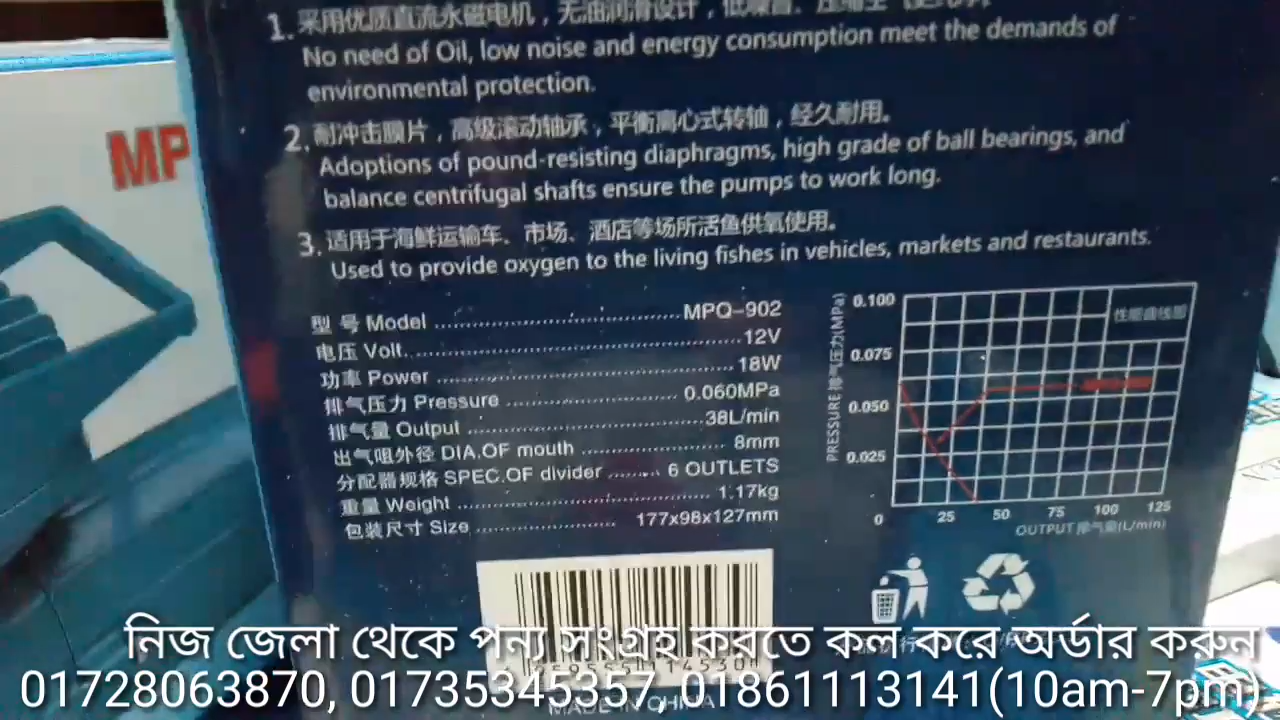 1. 采用优质直流永磁电机，无油润滑设计，低噪音、压缩空
No need of Oil, low noise and energy consumption meet the demands of
environmental protection.
2. 耐冲击膜片，高级滚动轴承，平衡离心式转轴，经久耐用。
Adoptions of pound-resisting diaphragms, high grade of ball bearings, and
balance centrifugal shafts ensure the pumps to work long.
3. 适用于海鲜运输车、市场、酒店等场所活鱼供氧使用。
Used to provide oxygen to the living fishes in vehicles, markets and restaurants.
MP
型 号 Model MPQ-902
电压 Volt 12V
功率 Power 18W
排气压力 Pressure 0.060MPa
排气量 Output 38L/min
出气咀外径 DIA.OF mouth 8mm
分配器规格 SPEC.OF divider 6 OUTLETS
重量 Weight 1.17kg
包装尺寸 Size 177x98x127mm
PRESSURE 排气压力(MPa)
0.100
性能曲线图
0.075
0.050
0.025
0 25 50 75 100 125
OUTPUT 排气量(L/min)
নিজ জেলা থেকে পন্য সংগ্রহ করতে কল করে অর্ডার করুন
01728063870, 01735345357, 01861113141(10am-7pm)
MADE IN CHINA